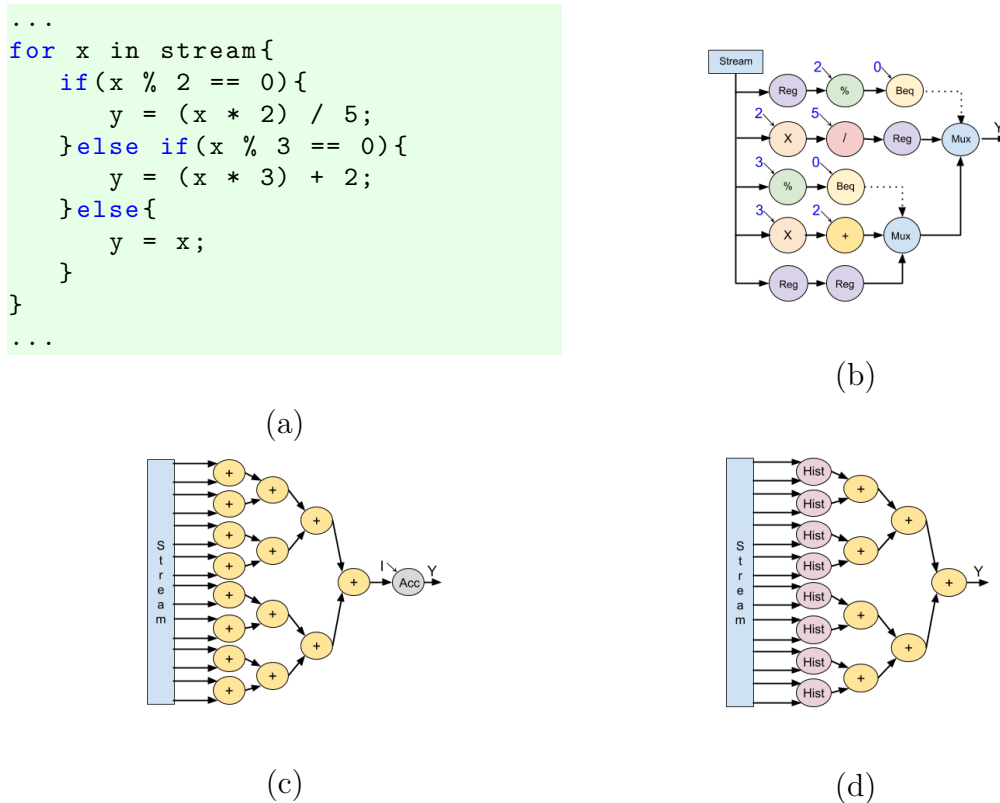 ...
for x in stream{
if(x % 2 == 0){
y = (x * 2) / 5;
}else if(x % 3 == 0){
y = (x * 3) + 2;
}else{
y = x;
}
}
...
(a)
Stream
2 0
Reg % Beq
2 5
X / Reg Mux Y
3 0
% Beq
3 2
X + Mux
Reg Reg
(b)
Stream
+ + + + + + + +
+ + + +
+ +
+
I
Acc
Y
(c)
Stream
Hist
Hist
Hist
Hist
Hist
Hist
Hist
Hist
+ + + +
+ +
+
Y
(d)